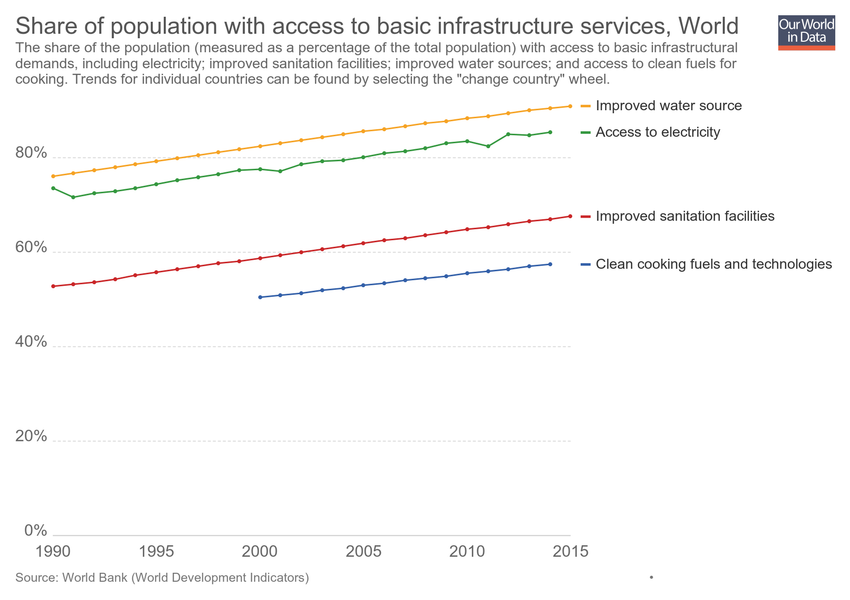 Share of population with access to basic infrastructure services, World
Our World
in Data
The share of the population (measured as a percentage of the total population) with access to basic infrastructural
demands, including electricity; improved sanitation facilities; improved water sources; and access to clean fuels for
cooking. Trends for individual countries can be found by selecting the "change country" wheel.
Improved water source
Access to electricity
80%
Improved sanitation facilities
60%
Clean cooking fuels and technologies
40%
20%
0%
1990 1995 2000 2005 2010 2015
Source: World Bank (World Development Indicators)